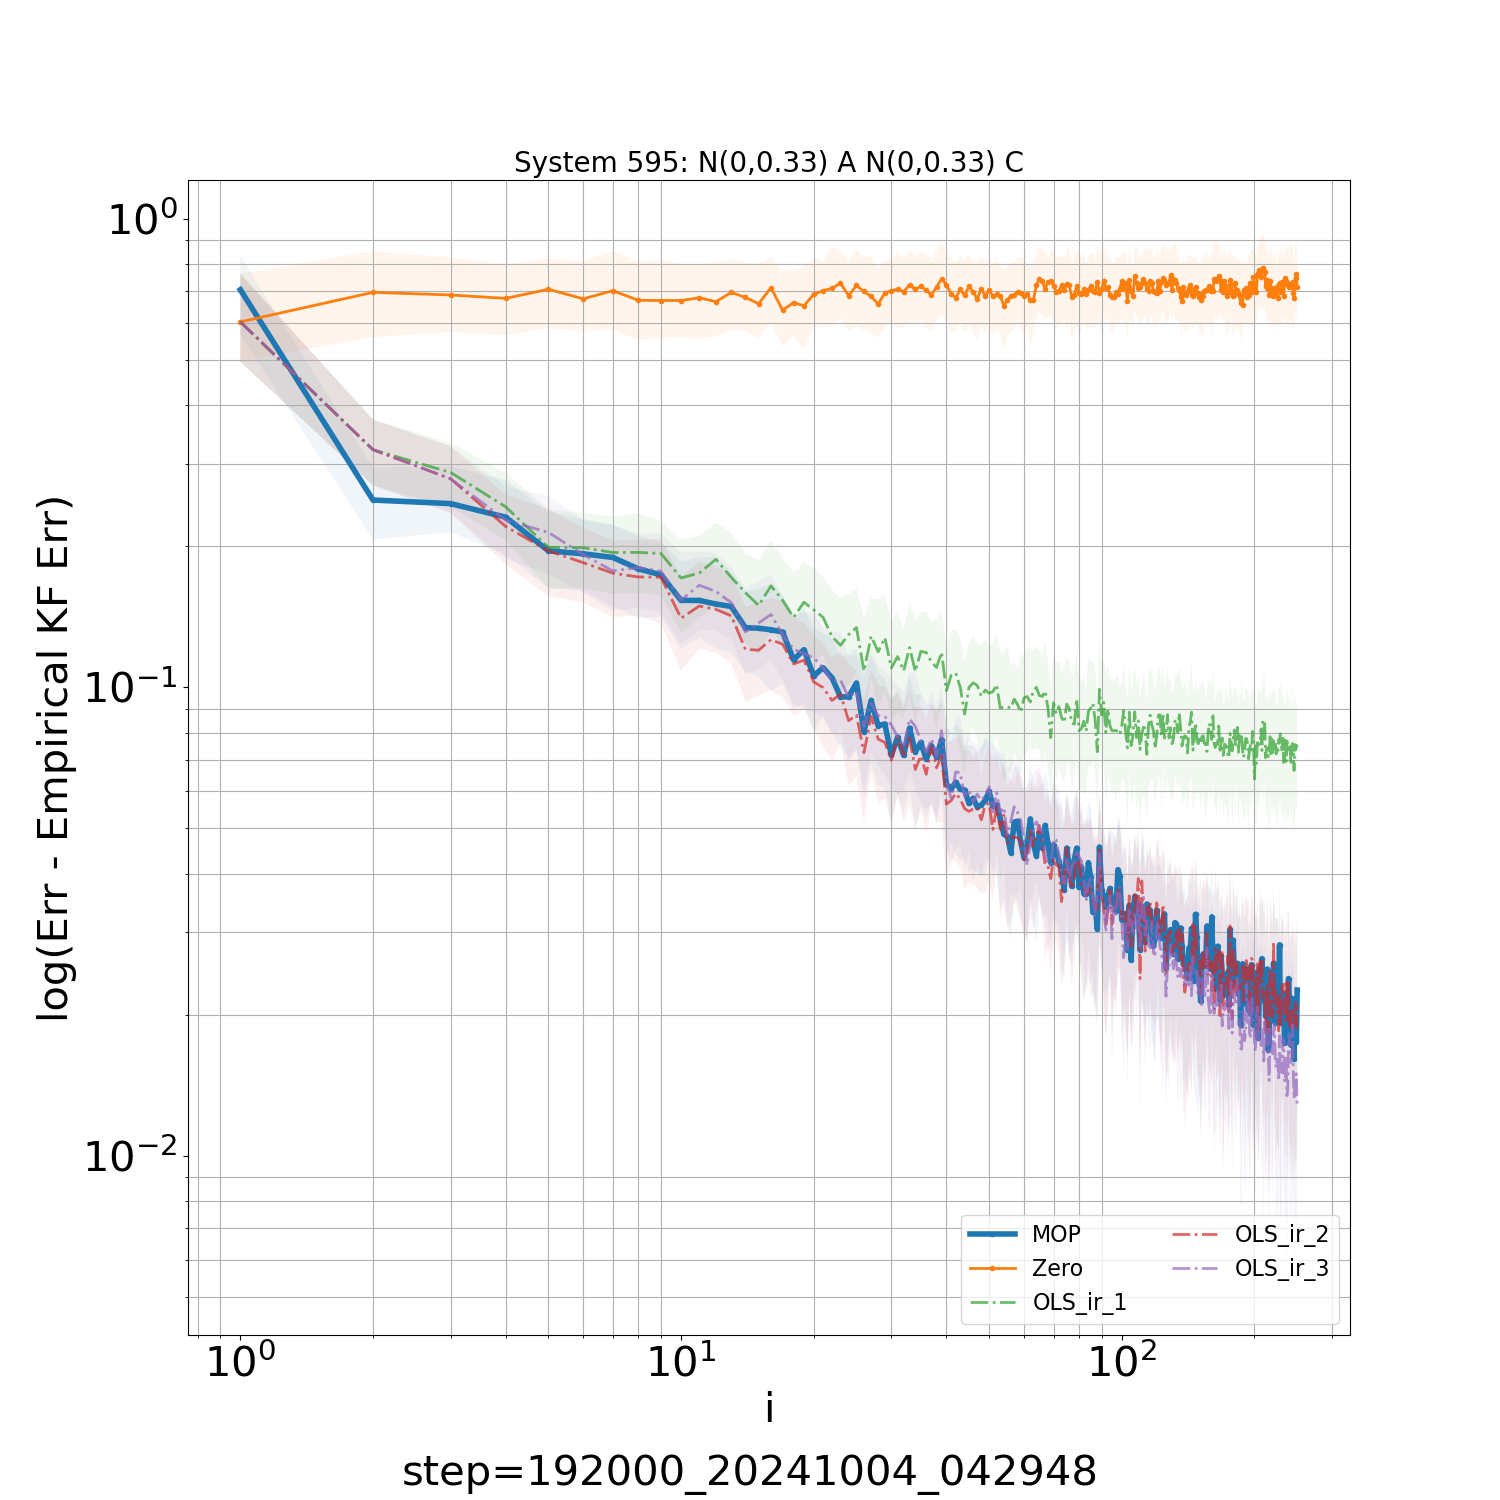 System 595: N(0,0.33) A N(0,0.33) C
log(Err - Empirical KF Err)
10⁰
10⁻¹
10⁻²
MOP
Zero
OLS_ir_1
OLS_ir_2
OLS_ir_3
10⁰ 10¹ 10²
i
step=192000_20241004_042948